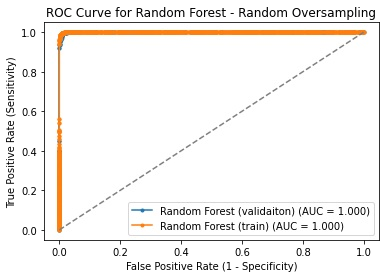 ROC Curve for Random Forest - Random Oversampling
True Positive Rate (Sensitivity)
1.0
0.8
0.6
0.4
0.2
0.0
Random Forest (validaiton) (AUC = 1.000)
Random Forest (train) (AUC = 1.000)
0.0 0.2 0.4 0.6 0.8 1.0
False Positive Rate (1 - Specificity)